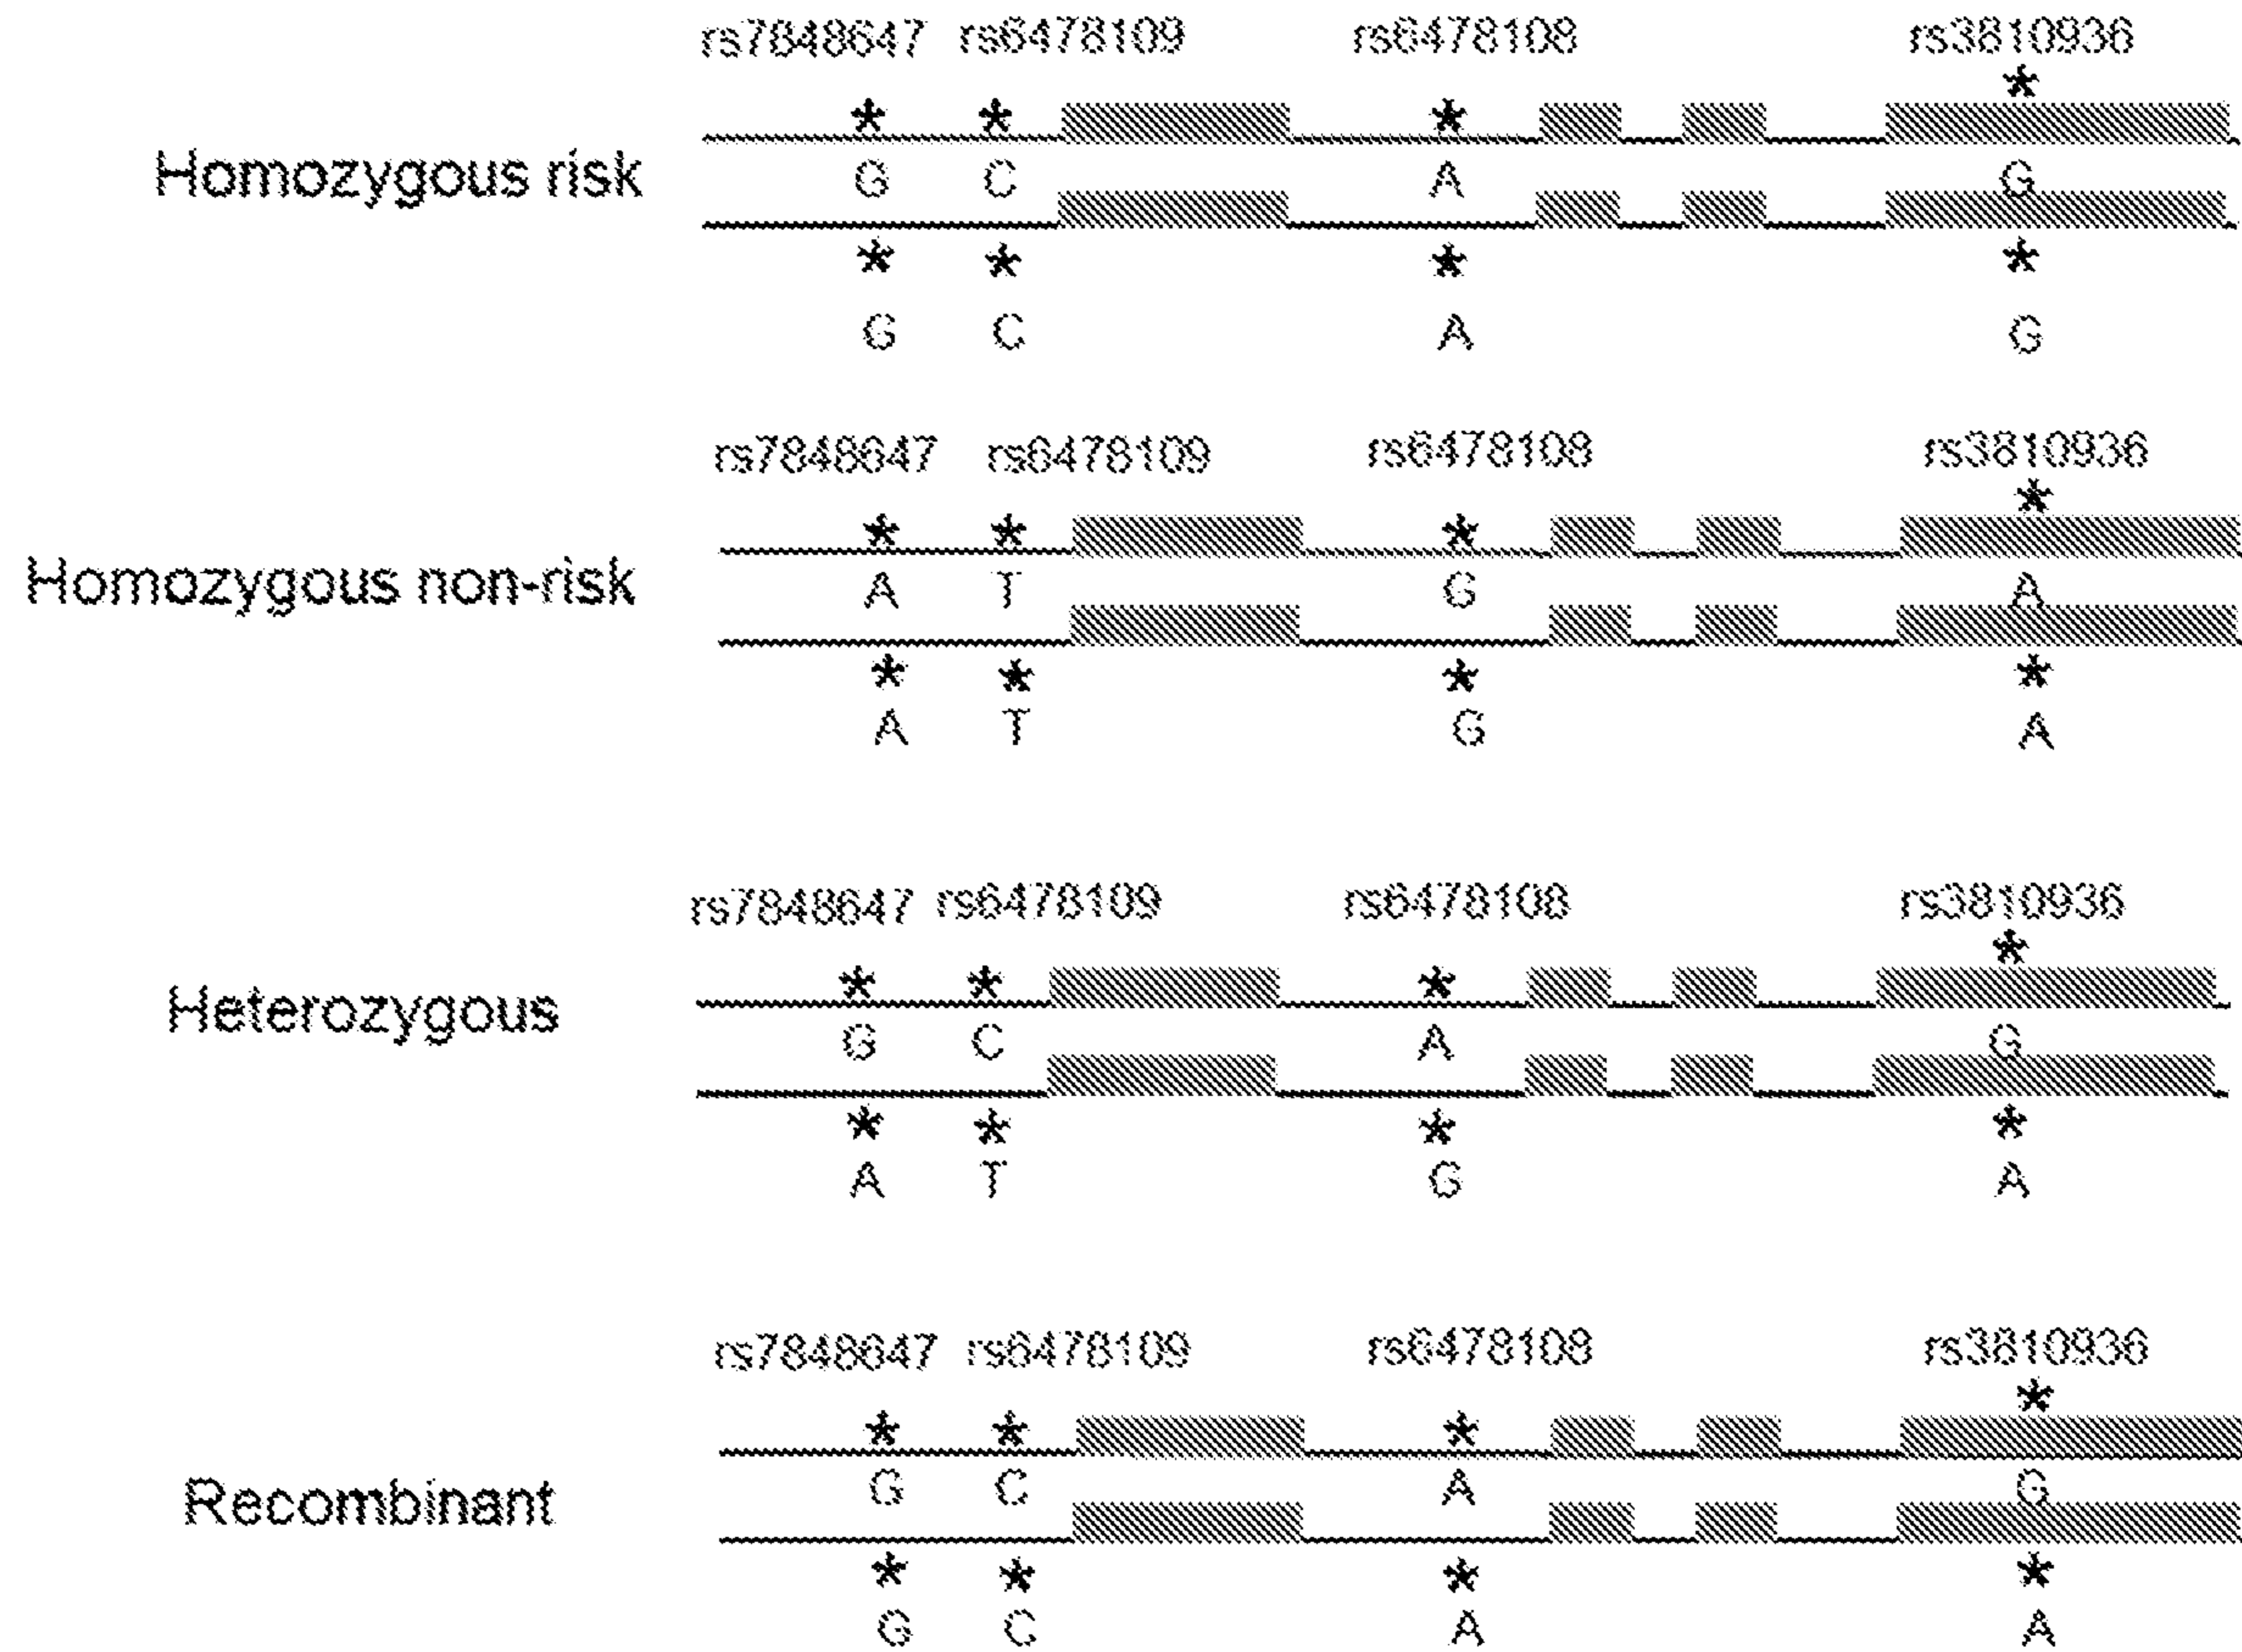 rs7848647 rs6478109 rs6478108 rs3810936
* * * *
Homozygous risk
G C A G
* * * *
G C A G
rs7848647 rs6478109 rs6478108 rs3810936
* * * *
Homozygous non-risk
A T G A
* * * *
A T G A
rs7848647 rs6478109 rs6478108 rs3810936
* * * *
Heterozygous
G C A G
* * * *
A T G A
rs7848647 rs6478109 rs6478108 rs3810936
* * * *
G C A G
Recombinant
* * * *
G C A A